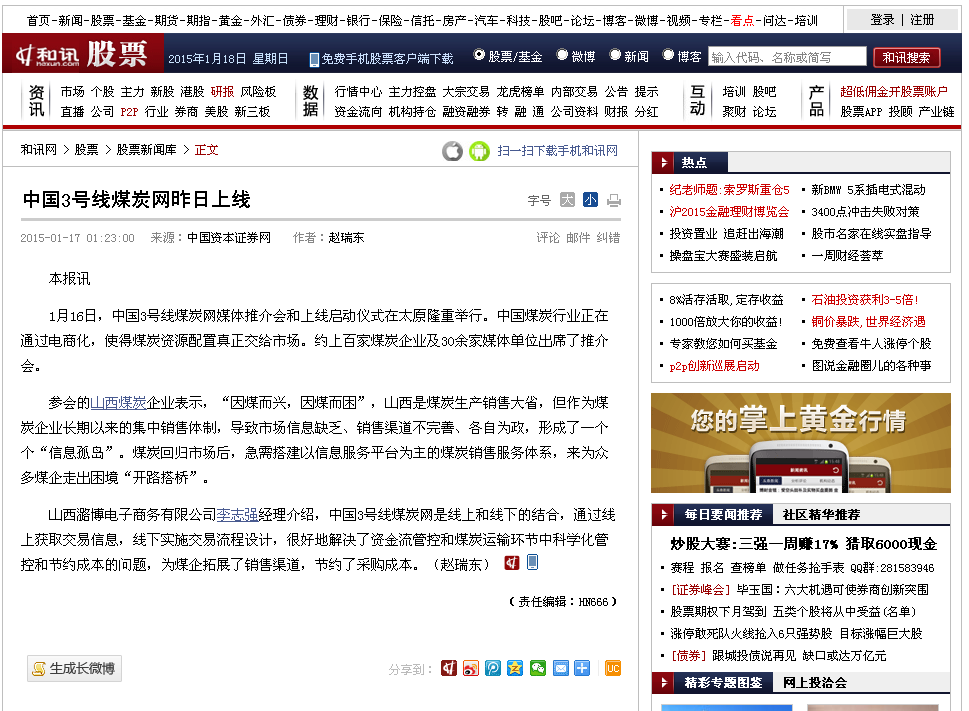 首页-新闻-股票-基金-期货-期指-黄金-外汇-债券-理财-银行-保险-信托-房产-汽车-科技-股吧-论坛-博客-微博-视频-专栏-看点-问达-培训
登录 | 注册
和讯 股票
hexun.com
2015年1月18日 星期日
免费手机股票客户端下载
股票/基金 微博 新闻 博客
输入代码、名称或简写
和讯搜索
资讯
市场 个股 主力 新股 港股 研报 风险板
直播 公司 P2P 行业 券商 美股 新三板
数据
行情中心 主力控盘 大宗交易 龙虎榜单 内部交易 公告 提示
资金流向 机构持仓 融资融券 转 融 通 公司资料 财报 分红
互动
培训 股吧
聚财 论坛
产品
超低佣金开股票账户
股票APP 投顾 产业链
和讯网 > 股票 > 股票新闻库 > 正文
扫一扫下载手机和讯网
中国3号线煤炭网昨日上线
字号 大 小
2015-01-17 01:23:00 来源：中国资本证券网 作者：赵瑞东
评论 邮件 纠错
本报讯
1月16日，中国3号线煤炭网媒体推介会和上线启动仪式在太原隆重举行。中国煤炭行业正在
通过电商化，使得煤炭资源配置真正交给市场。约上百家煤炭企业及30余家媒体单位出席了推介
会。
参会的山西煤炭企业表示，“因煤而兴，因煤而困”，山西是煤炭生产销售大省，但作为煤
炭企业长期以来的集中销售体制，导致市场信息缺乏、销售渠道不完善、各自为政，形成了一个
个“信息孤岛”。煤炭回归市场后，急需搭建以信息服务平台为主的煤炭销售服务体系，来为众
多煤企走出困境“开路搭桥”。
山西潞博电子商务有限公司李志强经理介绍，中国3号线煤炭网是线上和线下的结合，通过线
上获取交易信息，线下实施交易流程设计，很好地解决了资金流管控和煤炭运输环节中科学化管
控和节约成本的问题，为煤企拓展了销售渠道，节约了采购成本。（赵瑞东）
（责任编辑：HN666）
生成长微博
分享到：
UC
热点
纪老师题:索罗斯重仓5
新BMW 5系插电式混动
沪2015金融理财博览会
3400点冲击失败对策
投资置业 追赶出海潮
股市名家在线实盘指导
操盘宝大赛盛装启航
一周财经荟萃
8%活存活取,定存收益
石油投资获利3-5倍!
1000倍放大你的收益!
铜价暴跌,世界经济遇
专家教您如何买基金
免费查看牛人涨停个股
p2p创新巡展启动
图说金融圈儿的各种事
您的掌上黄金行情
每日要闻推荐 社区精华推荐
炒股大赛:三强一周赚17% 猎取6000现金
赛程 报名 查榜单 做任务抢手表 QQ群:281583946
[证券峰会] 毕玉国：六大机遇可使券商创新突围
股票期权下月驾到 五类个股将从中受益(名单)
涨停敢死队火线抢入6只强势股 目标涨幅巨大股
[债券] 跟城投债说再见 缺口或达万亿元
精彩专题图鉴 网上投洽会